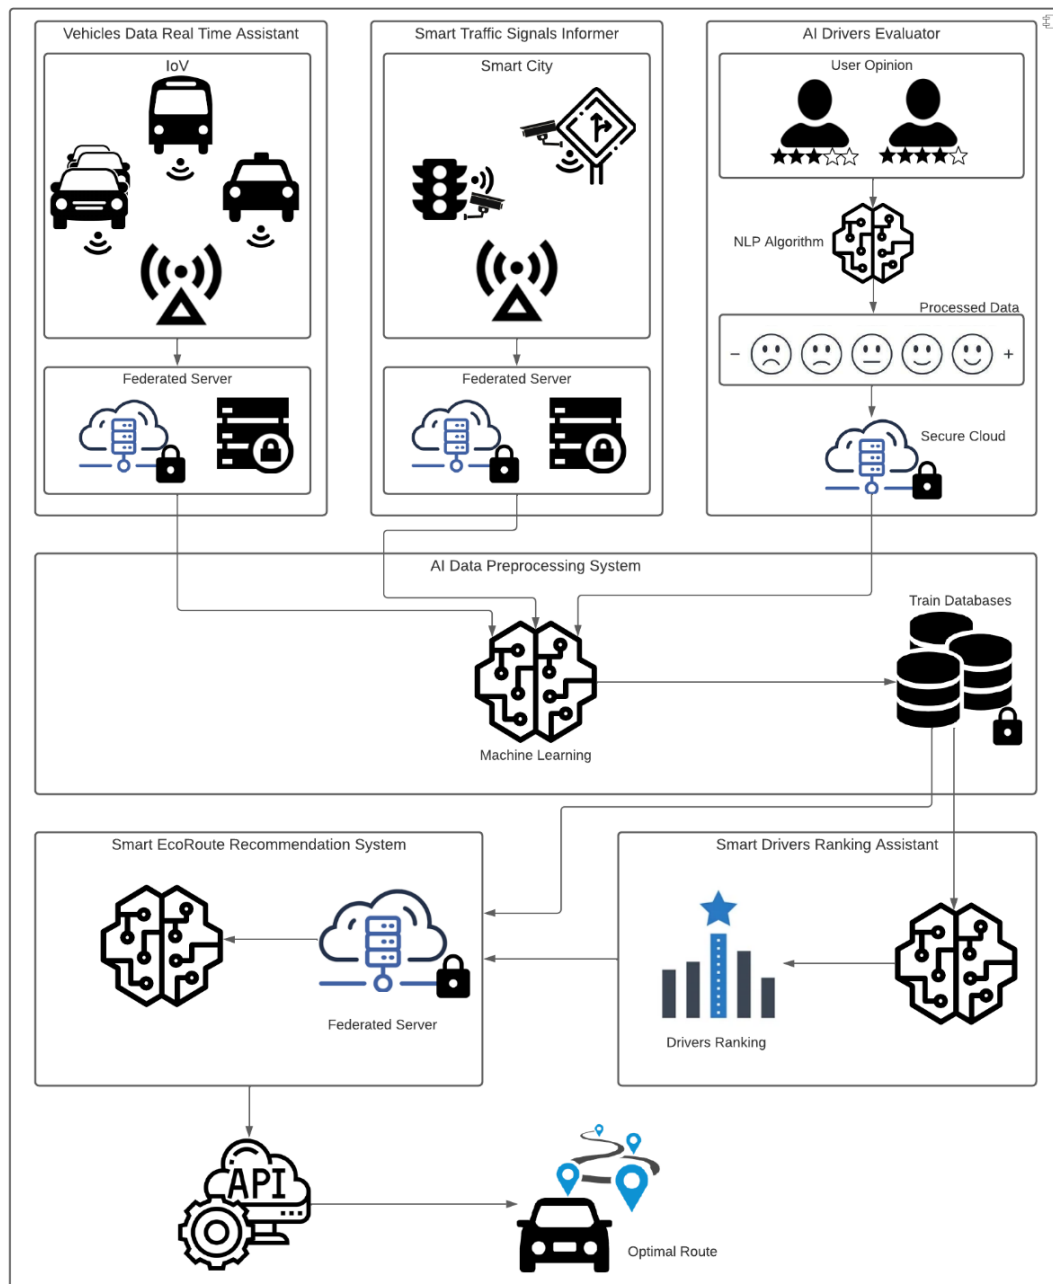 Vehicles Data Real Time Assistant
IoV
Federated Server
Smart Traffic Signals Informer
Smart City
Federated Server
AI Drivers Evaluator
User Opinion
NLP Algorithm
Processed Data
- +
Secure Cloud
AI Data Preprocessing System
Train Databases
Machine Learning
Smart EcoRoute Recommendation System
Federated Server
Smart Drivers Ranking Assistant
Drivers Ranking
API
Optimal Route